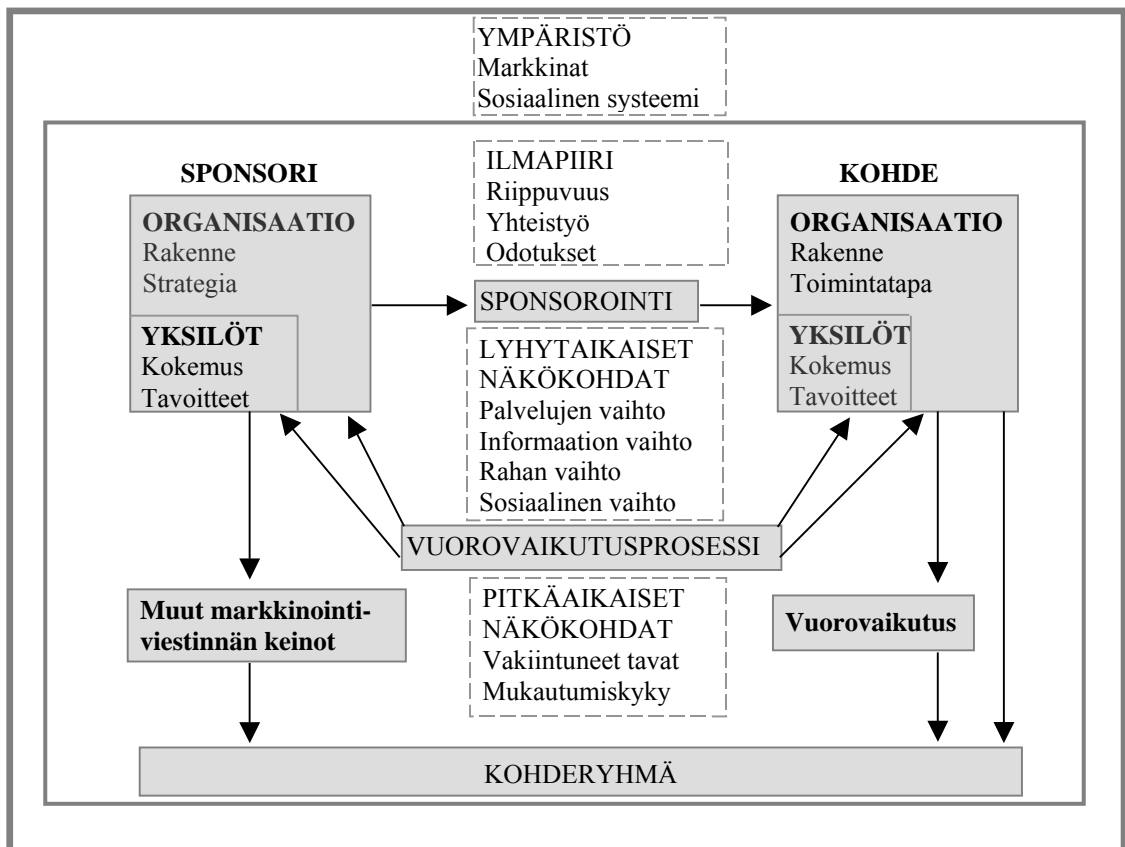 YMPÄRISTÖ
Markkinat
Sosiaalinen systeemi
SPONSORI
ORGANISAATIO
Rakenne
Strategia
YKSILÖT
Kokemus
Tavoitteet
ILMAPIIRI
Riippuvuus
Yhteistyö
Odotukset
SPONSOROINTI
KOHDE
ORGANISAATIO
Rakenne
Toimintatapa
YKSILÖT
Kokemus
Tavoitteet
LYHYTAIKAISET
NÄKÖKOHDAT
Palvelujen vaihto
Informaation vaihto
Rahan vaihto
Sosiaalinen vaihto
VUOROVAIKUTUSPROSESSI
PITKÄAIKAISET
NÄKÖKOHDAT
Vakiintuneet tavat
Mukautumiskyky
Muut markkinointi-
viestinnän keinot
Vuorovaikutus
KOHDERYHMÄ